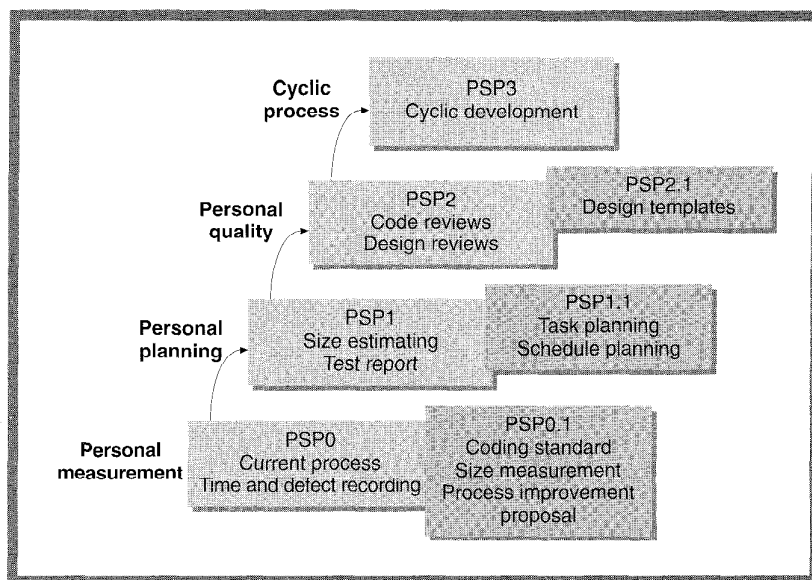 Cyclic
process
PSP3
Cyclic development
Personal
quality
PSP2
Code reviews
Design reviews
PSP2.1
Design templates
Personal
planning
PSP1
Size estimating
Test report
PSP1.1
Task planning
Schedule planning
Personal
measurement
PSP0
Current process
Time and defect recording
PSP0.1
Coding standard
Size measurement
Process improvement
proposal